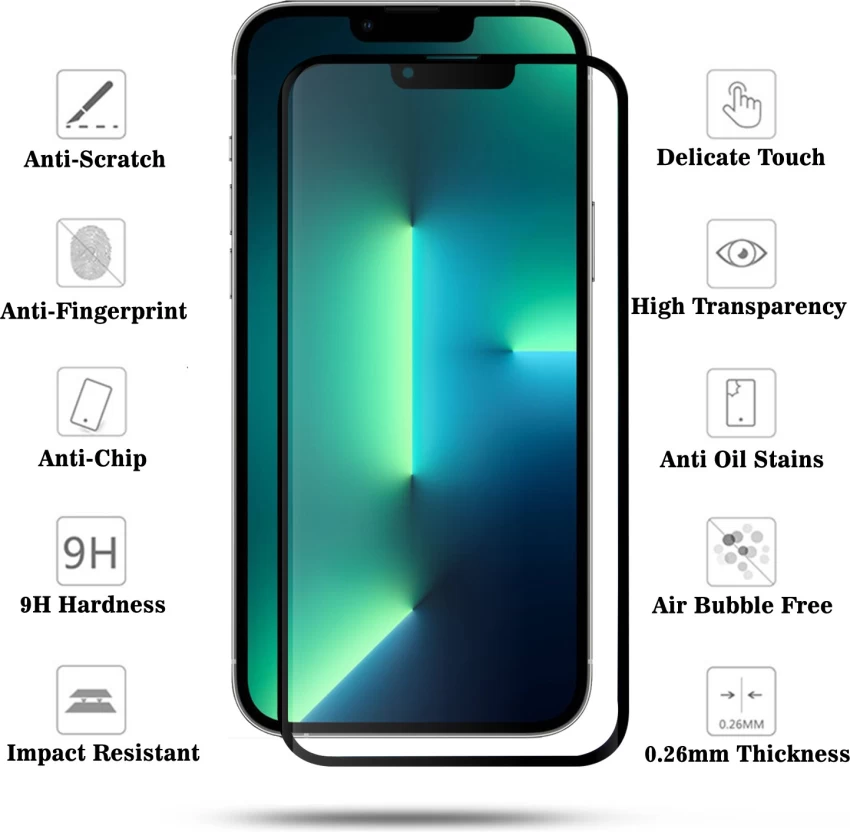 Anti-Scratch
Delicate Touch
Anti-Fingerprint
High Transparency
Anti-Chip
Anti Oil Stains
9H
9H Hardness
Air Bubble Free
0.26MM
Impact Resistant
0.26mm Thickness